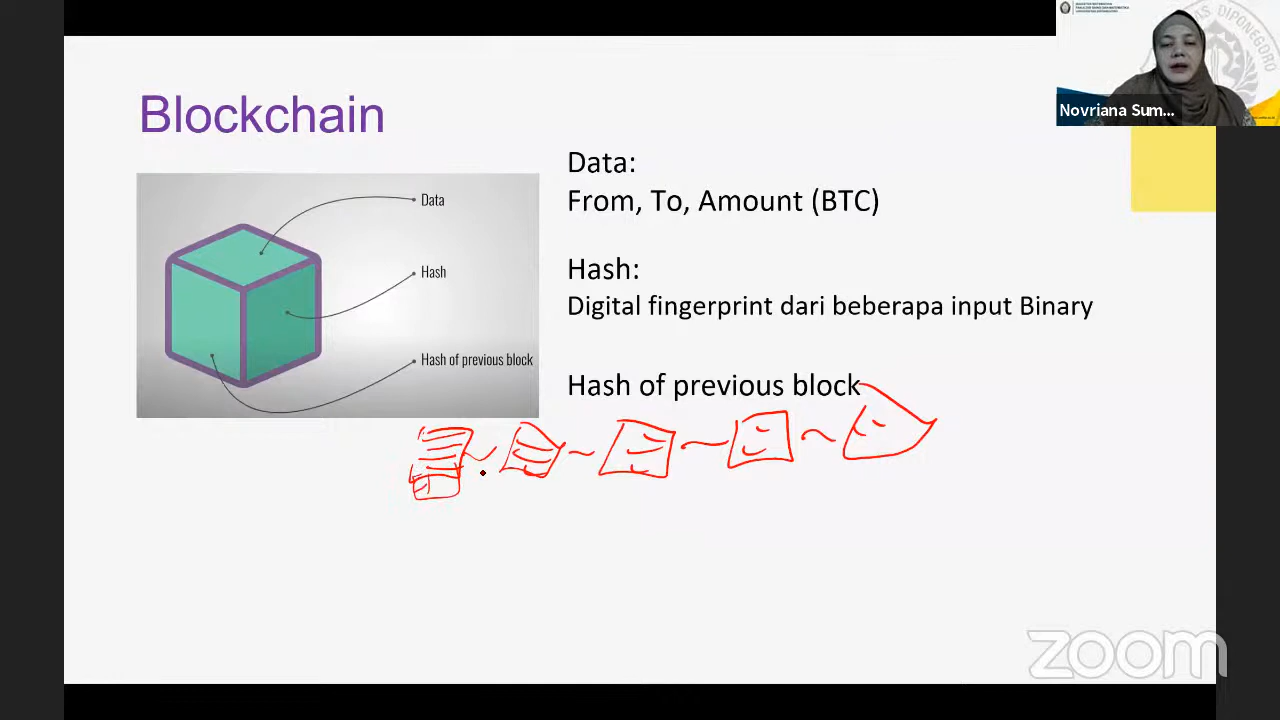 Blockchain
Data
Hash
Hash of previous block
Data:
From, To, Amount (BTC)
Hash:
Digital fingerprint dari beberapa input Binary
Hash of previous block
Novriana Sum...
DIPONEGORO
zoom